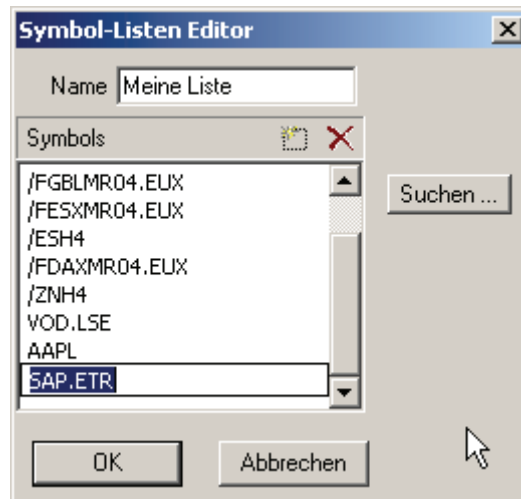 Symbol-Listen Editor
Name Meine Liste
Symbols
/FGBLMR04.EUX
/FESXMR04.EUX
/ESH4
/FDAXMR04.EUX
/ZNH4
VOD.LSE
AAPL
SAP.ETR
Suchen ...
OK Abbrechen